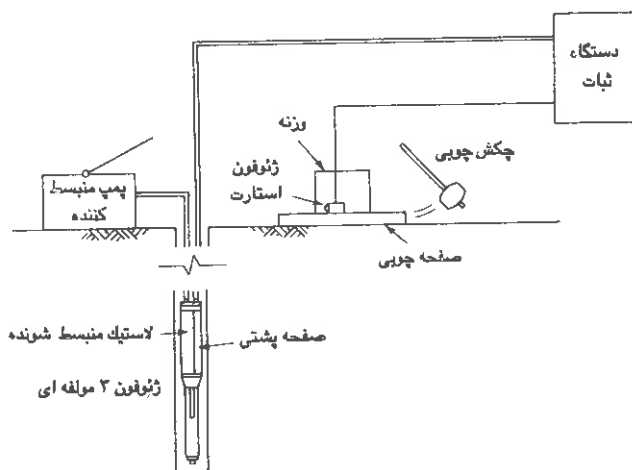 دستگاه
ثبات
وزنه
چکش چوبی
ژئوفون
استارت
پمپ منبسط
کننده
صفحه چوبی
لاستیك منبسط شونده
صفحه پشتی
ژئوفون ۳ مولفه ای